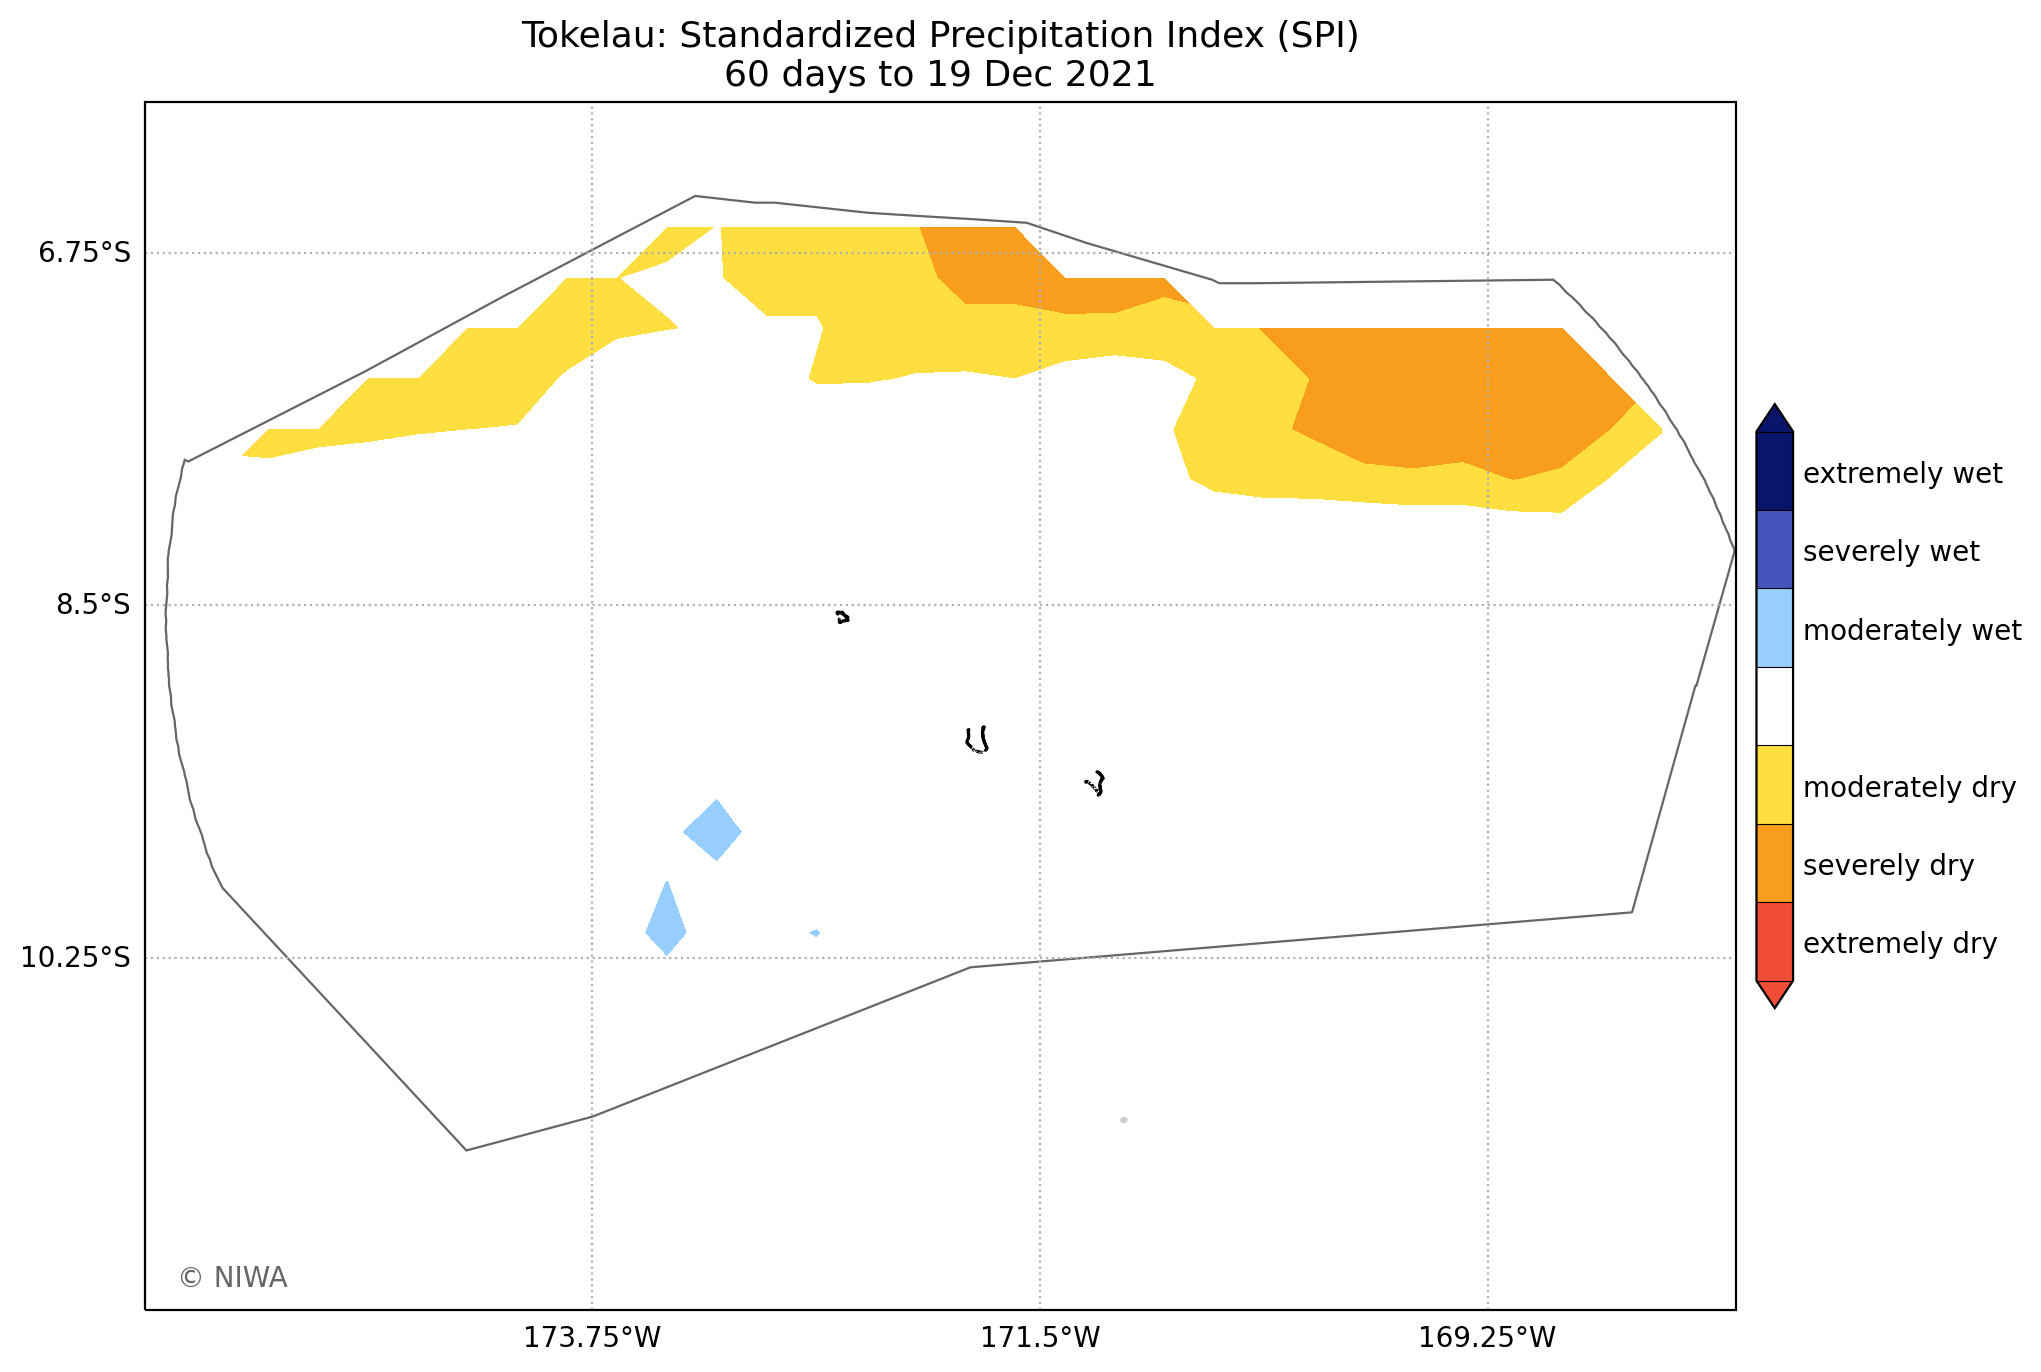 Tokelau: Standardized Precipitation Index (SPI)
60 days to 19 Dec 2021
6.75°S
8.5°S
10.25°S
173.75°W
171.5°W
169.25°W
extremely wet
severely wet
moderately wet
moderately dry
severely dry
extremely dry
© NIWA